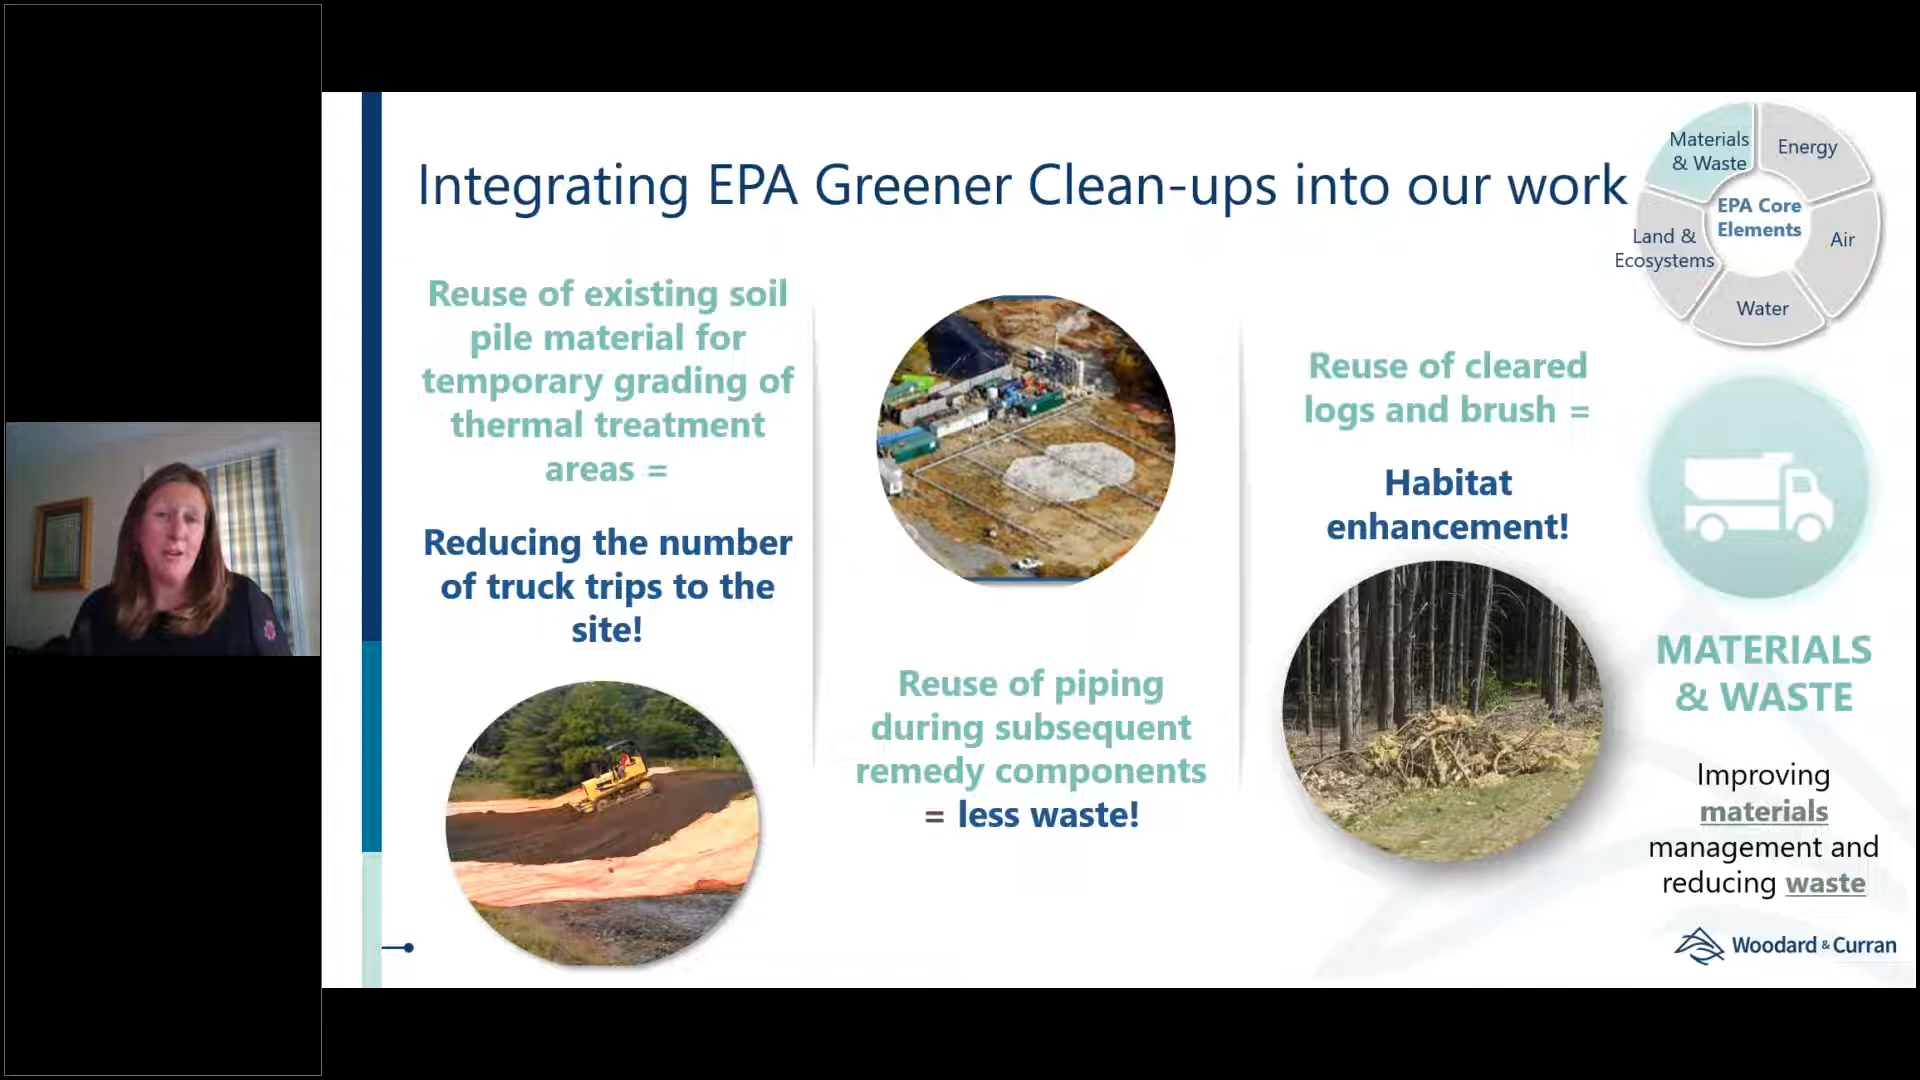 Integrating EPA Greener Clean-ups into our work
Materials
& Waste
Energy
EPA Core
Elements
Land &
Ecosystems
Air
Water
Reuse of existing soil
pile material for
temporary grading of
thermal treatment
areas =
Reducing the number
of truck trips to the
site!
Reuse of piping
during subsequent
remedy components
= less waste!
Reuse of cleared
logs and brush =
Habitat
enhancement!
MATERIALS
& WASTE
Improving
materials
management and
reducing waste
Woodard & Curran